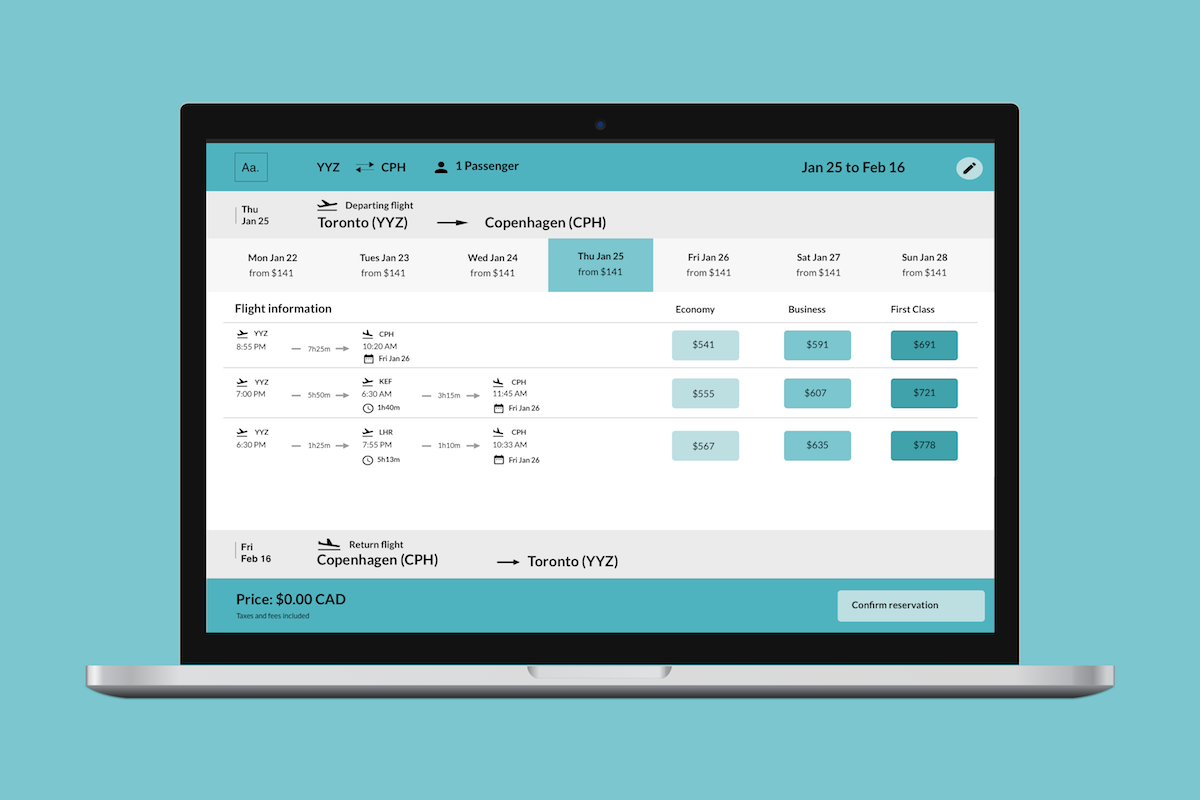 Aa.
YYZ CPH
1 Passenger
Jan 25 to Feb 16
Thu
Jan 25
Departing flight
Toronto (YYZ) Copenhagen (CPH)
Mon Jan 22
from $141
Tues Jan 23
from $141
Wed Jan 24
from $141
Thu Jan 25
from $141
Fri Jan 26
from $141
Sat Jan 27
from $141
Sun Jan 28
from $141
Flight information Economy Business First Class
YYZ CPH
8:55 PM 7h25m 10:20 AM $541 $591 $691
Fri Jan 26
YYZ KEF CPH
7:00 PM 5h50m 6:30 AM 3h15m 11:45 AM $555 $607 $721
1h40m Fri Jan 26
YYZ LHR CPH
6:30 PM 1h25m 7:55 PM 1h10m 10:33 AM $567 $635 $778
5h13m Fri Jan 26
Fri
Feb 16
Return flight
Copenhagen (CPH) Toronto (YYZ)
Price: $0.00 CAD
Taxes and fees included
Confirm reservation